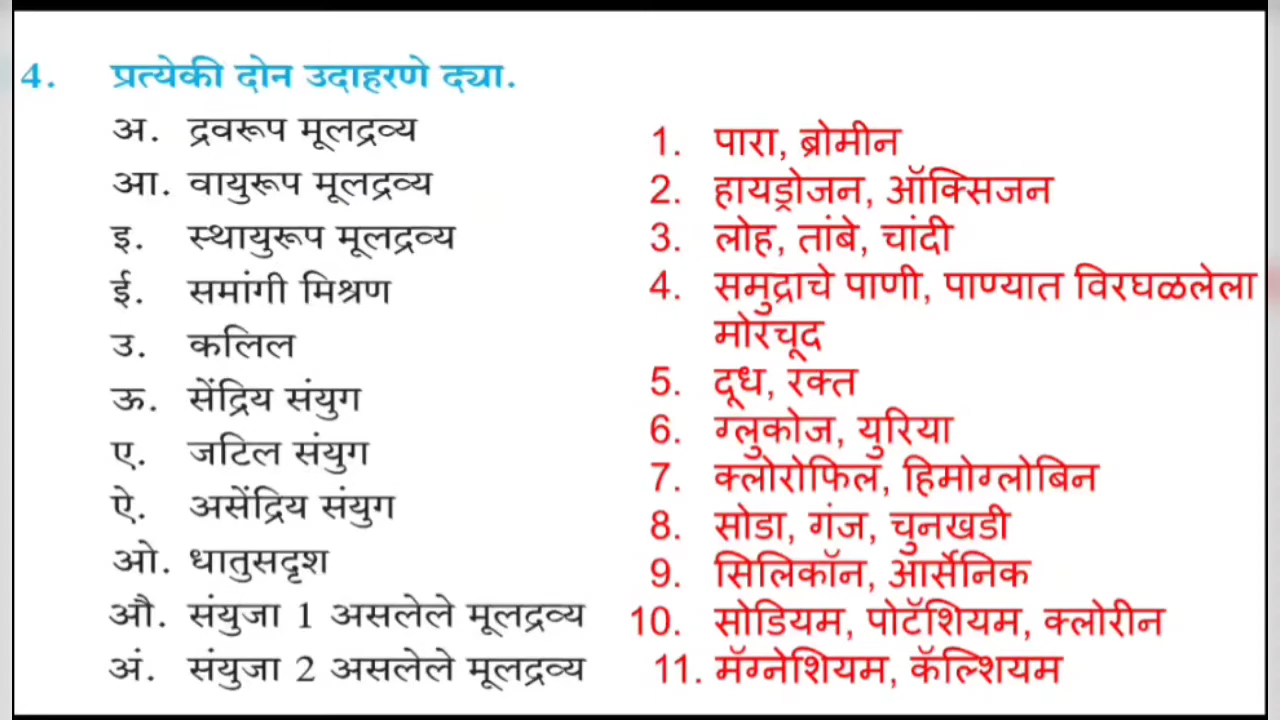 4. प्रत्येकी दोन उदाहरणे द्या.
अ. द्रवरूप मूलद्रव्य
आ. वायुरूप मूलद्रव्य
इ. स्थायुरूप मूलद्रव्य
ई. समांगी मिश्रण
उ. कलिल
ऊ. सेंद्रिय संयुग
ए. जटिल संयुग
ऐ. असेंद्रिय संयुग
ओ. धातुसदृश
औ. संयुजा 1 असलेले मूलद्रव्य
अं. संयुजा 2 असलेले मूलद्रव्य
1. पारा, ब्रोमीन
2. हायड्रोजन, ऑक्सिजन
3. लोह, तांबे, चांदी
4. समुद्राचे पाणी, पाण्यात विरघळलेला
मोरचूद
5. दूध, रक्त
6. ग्लुकोज, युरिया
7. क्लोरोफिल, हिमोग्लोबिन
8. सोडा, गंज, चुनखडी
9. सिलिकॉन, आर्सेनिक
10. सोडियम, पोटॅशियम, क्लोरीन
11. मॅग्नेशियम, कॅल्शियम